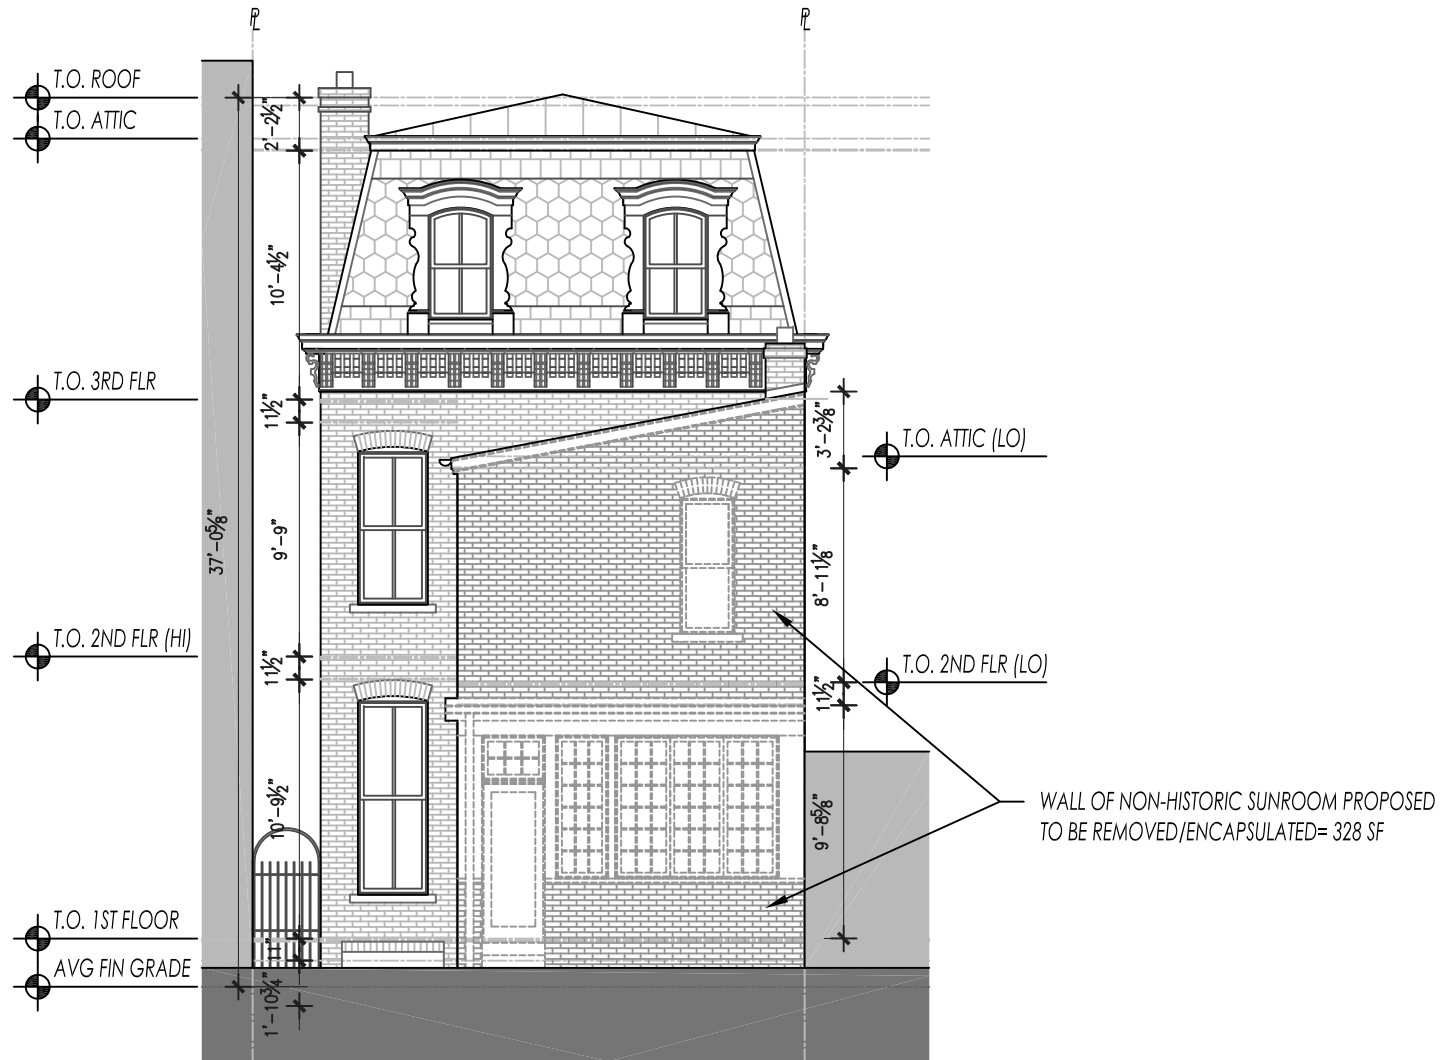 PL
PL
T.O. ROOF
2'-2½"
T.O. ATTIC
10'-4½"
T.O. 3RD FLR
11½"
3'-2⅜"
T.O. ATTIC (LO)
37'-0⅝"
9'-9"
8'-11⅛"
T.O. 2ND FLR (HI)
11½"
T.O. 2ND FLR (LO)
11½"
10'-9½"
9'-8⅝"
WALL OF NON-HISTORIC SUNROOM PROPOSED
TO BE REMOVED/ENCAPSULATED= 328 SF
T.O. 1ST FLOOR
11"
AVG FIN GRADE
1'-10¾"